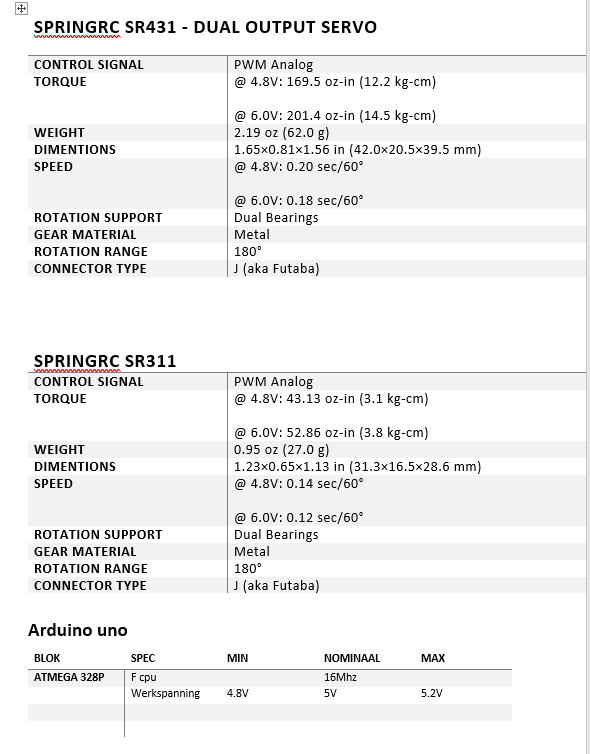 SPRINGRC SR431 - DUAL OUTPUT SERVO
CONTROL SIGNAL PWM Analog
TORQUE @ 4.8V: 169.5 oz-in (12.2 kg-cm)
@ 6.0V: 201.4 oz-in (14.5 kg-cm)
WEIGHT 2.19 oz (62.0 g)
DIMENTIONS 1.65×0.81×1.56 in (42.0×20.5×39.5 mm)
SPEED @ 4.8V: 0.20 sec/60°
@ 6.0V: 0.18 sec/60°
ROTATION SUPPORT Dual Bearings
GEAR MATERIAL Metal
ROTATION RANGE 180°
CONNECTOR TYPE J (aka Futaba)
SPRINGRC SR311
CONTROL SIGNAL PWM Analog
TORQUE @ 4.8V: 43.13 oz-in (3.1 kg-cm)
@ 6.0V: 52.86 oz-in (3.8 kg-cm)
WEIGHT 0.95 oz (27.0 g)
DIMENTIONS 1.23×0.65×1.13 in (31.3×16.5×28.6 mm)
SPEED @ 4.8V: 0.14 sec/60°
@ 6.0V: 0.12 sec/60°
ROTATION SUPPORT Dual Bearings
GEAR MATERIAL Metal
ROTATION RANGE 180°
CONNECTOR TYPE J (aka Futaba)
Arduino uno
BLOK SPEC MIN NOMINAAL MAX
ATMEGA 328P F cpu 16Mhz
Werkspanning 4.8V 5V 5.2V